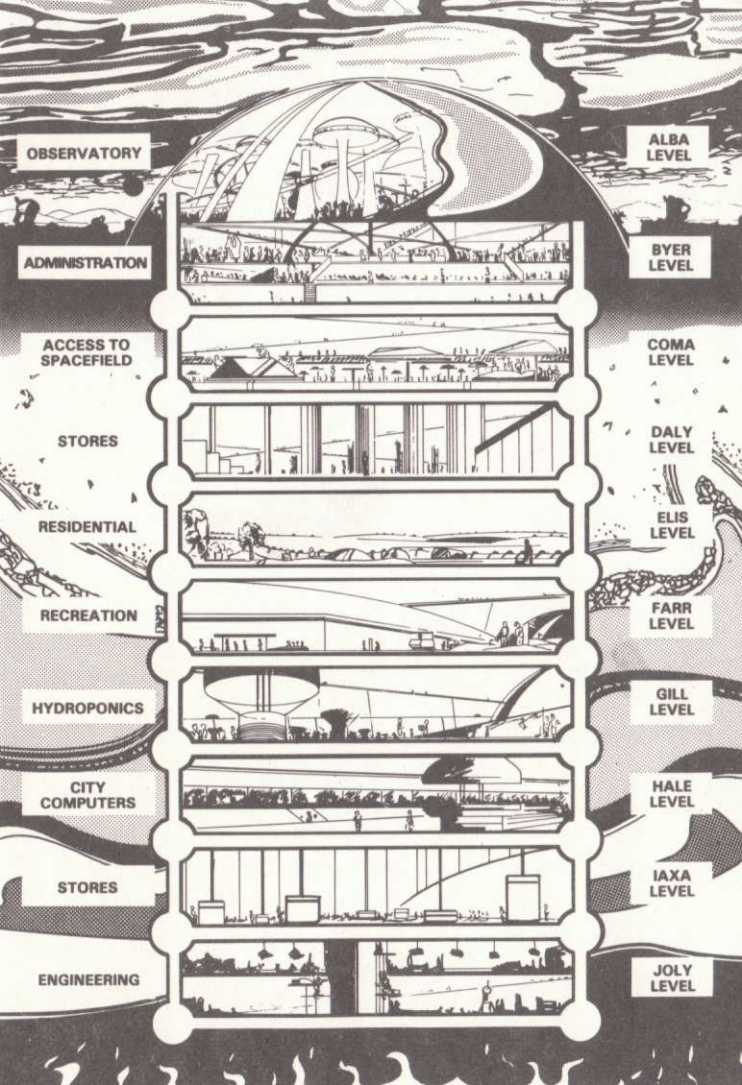 OBSERVATORY
ALBA
LEVEL
ADMINISTRATION
BYER
LEVEL
ACCESS TO
SPACEFIELD
COMA
LEVEL
STORES
DALY
LEVEL
RESIDENTIAL
ELIS
LEVEL
RECREATION
FARR
LEVEL
HYDROPONICS
GILL
LEVEL
CITY
COMPUTERS
HALE
LEVEL
STORES
IAXA
LEVEL
ENGINEERING
JOLY
LEVEL